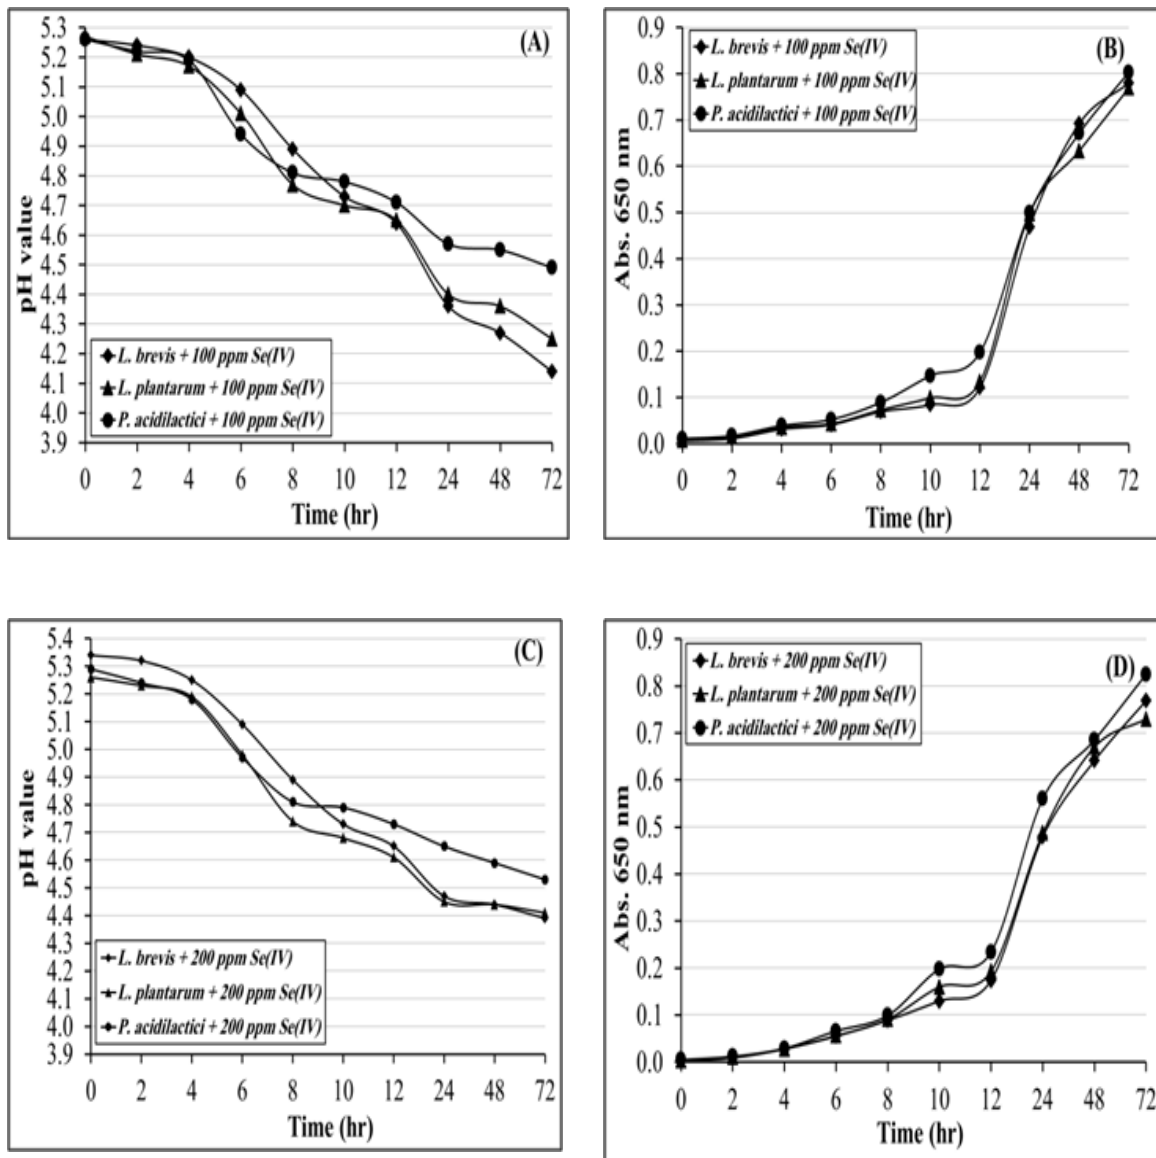 (A)
pH value
5.3
5.2
5.1
5.0
4.9
4.8
4.7
4.6
4.5
4.4
4.3
4.2
4.1
4.0
3.9
L. brevis + 100 ppm Se(IV)
L. plantarum + 100 ppm Se(IV)
P. acidilactici + 100 ppm Se(IV)
0 2 4 6 8 10 12 24 48 72
Time (hr)
(B)
Abs. 650 nm
0.9
0.8
0.7
0.6
0.5
0.4
0.3
0.2
0.1
0.0
L. brevis + 100 ppm Se(IV)
L. plantarum + 100 ppm Se(IV)
P. acidilactici + 100 ppm Se(IV)
0 2 4 6 8 10 12 24 48 72
Time (hr)
(C)
pH value
5.4
5.3
5.2
5.1
5.0
4.9
4.8
4.7
4.6
4.5
4.4
4.3
4.2
4.1
4.0
3.9
L. brevis + 200 ppm Se(IV)
L. plantarum + 200 ppm Se(IV)
P. acidilactici + 200 ppm Se(IV)
0 2 4 6 8 10 12 24 48 72
Time (hr)
(D)
Abs. 650 nm
0.9
0.8
0.7
0.6
0.5
0.4
0.3
0.2
0.1
0.0
L. brevis + 200 ppm Se(IV)
L. plantarum + 200 ppm Se(IV)
P. acidilactici + 200 ppm Se(IV)
0 2 4 6 8 10 12 24 48 72
Time (hr)